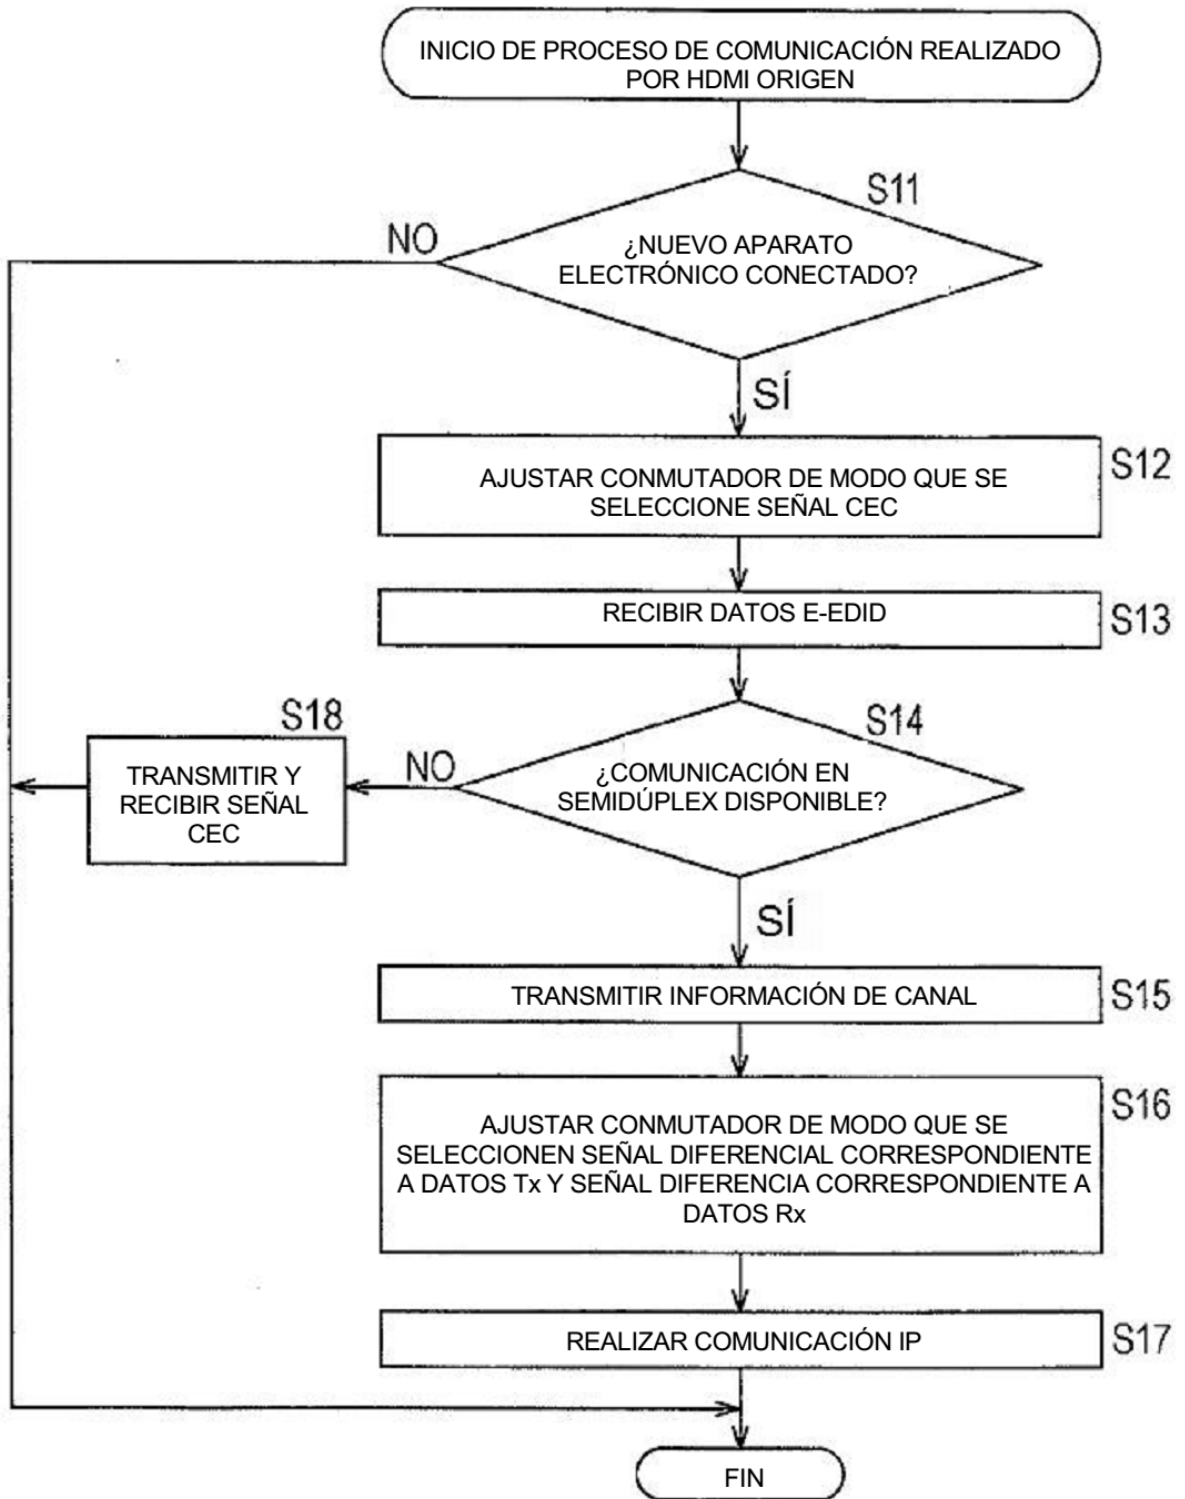 INICIO DE PROCESO DE COMUNICACIÓN REALIZADO
POR HDMI ORIGEN
S11
NO
¿NUEVO APARATO
ELECTRÓNICO CONECTADO?
SÍ
S12
AJUSTAR CONMUTADOR DE MODO QUE SE
SELECCIONE SEÑAL CEC
RECIBIR DATOS E-EDID
S13
S18
S14
TRANSMITIR Y
RECIBIR SEÑAL
CEC
NO
¿COMUNICACIÓN EN
SEMIDÚPLEX DISPONIBLE?
SÍ
TRANSMITIR INFORMACIÓN DE CANAL
S15
S16
AJUSTAR CONMUTADOR DE MODO QUE SE
SELECCIONEN SEÑAL DIFERENCIAL CORRESPONDIENTE
A DATOS Tx Y SEÑAL DIFERENCIA CORRESPONDIENTE A
DATOS Rx
REALIZAR COMUNICACIÓN IP
S17
FIN